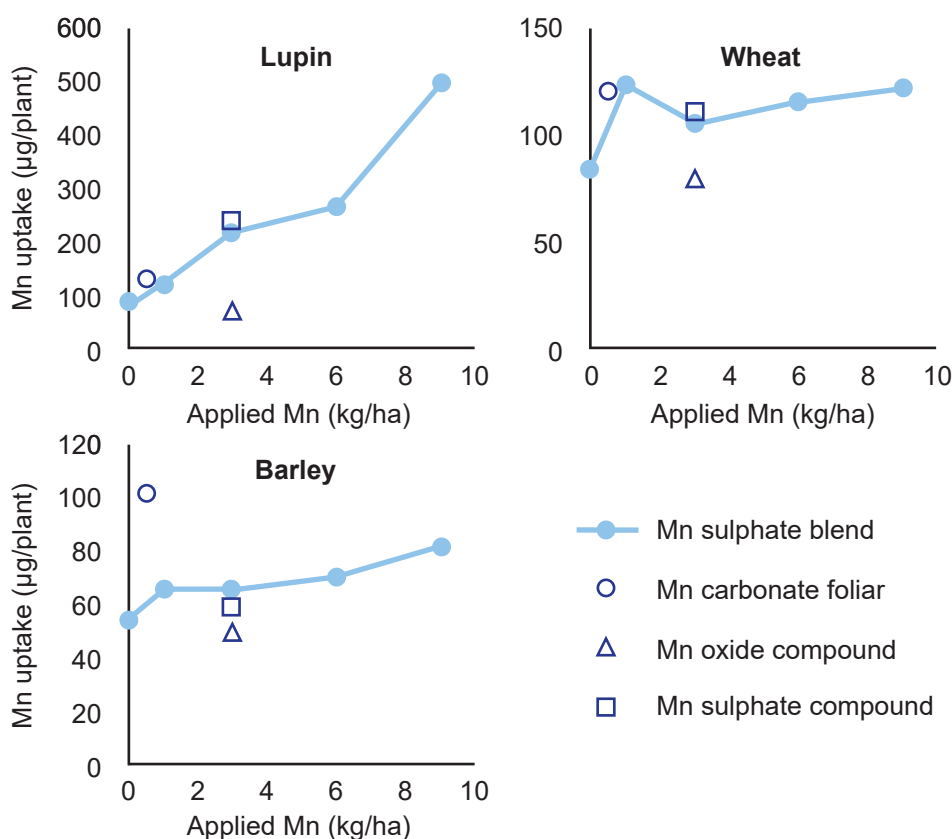 Lupin
Mn uptake (µg/plant)
600
500
400
300
200
100
0
0 2 4 6 8 10
Applied Mn (kg/ha)
Wheat
150
100
50
0
0 2 4 6 8 10
Applied Mn (kg/ha)
Barley
Mn uptake (µg/plant)
120
100
80
60
40
20
0
0 2 4 6 8 10
Applied Mn (kg/ha)
Mn sulphate blend
Mn carbonate foliar
Mn oxide compound
Mn sulphate compound